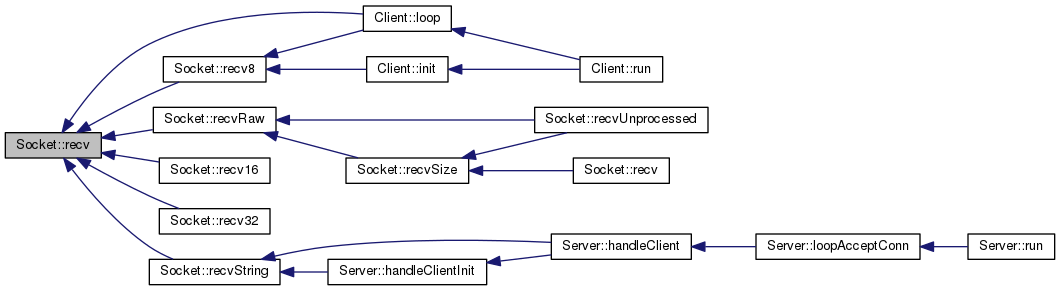 Client::loop
Socket::recv8
Client::init
Client::run
Socket::recvRaw
Socket::recvUnprocessed
Socket::recv
Socket::recv16
Socket::recvSize
Socket::recv
Socket::recv32
Server::handleClient
Server::loopAcceptConn
Server::run
Socket::recvString
Server::handleClientInit